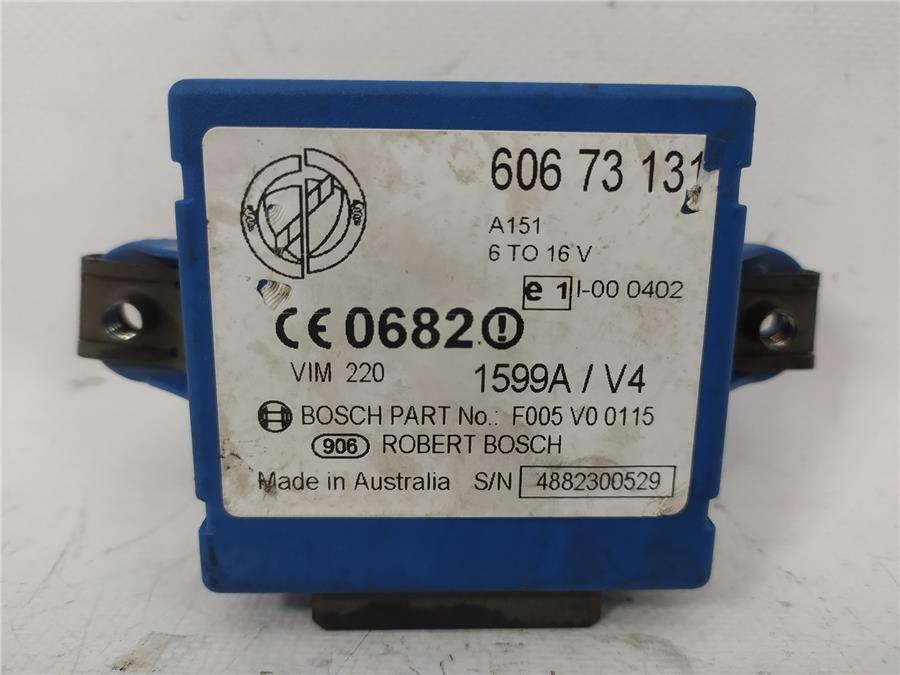 606 73 131
A151
6 TO 16 V
e 1 I-00 0402
CE 0682 !
VIM 220 1599A / V4
BOSCH PART No.: F005 V0 0115
906 ROBERT BOSCH
Made in Australia S/N 4882300529